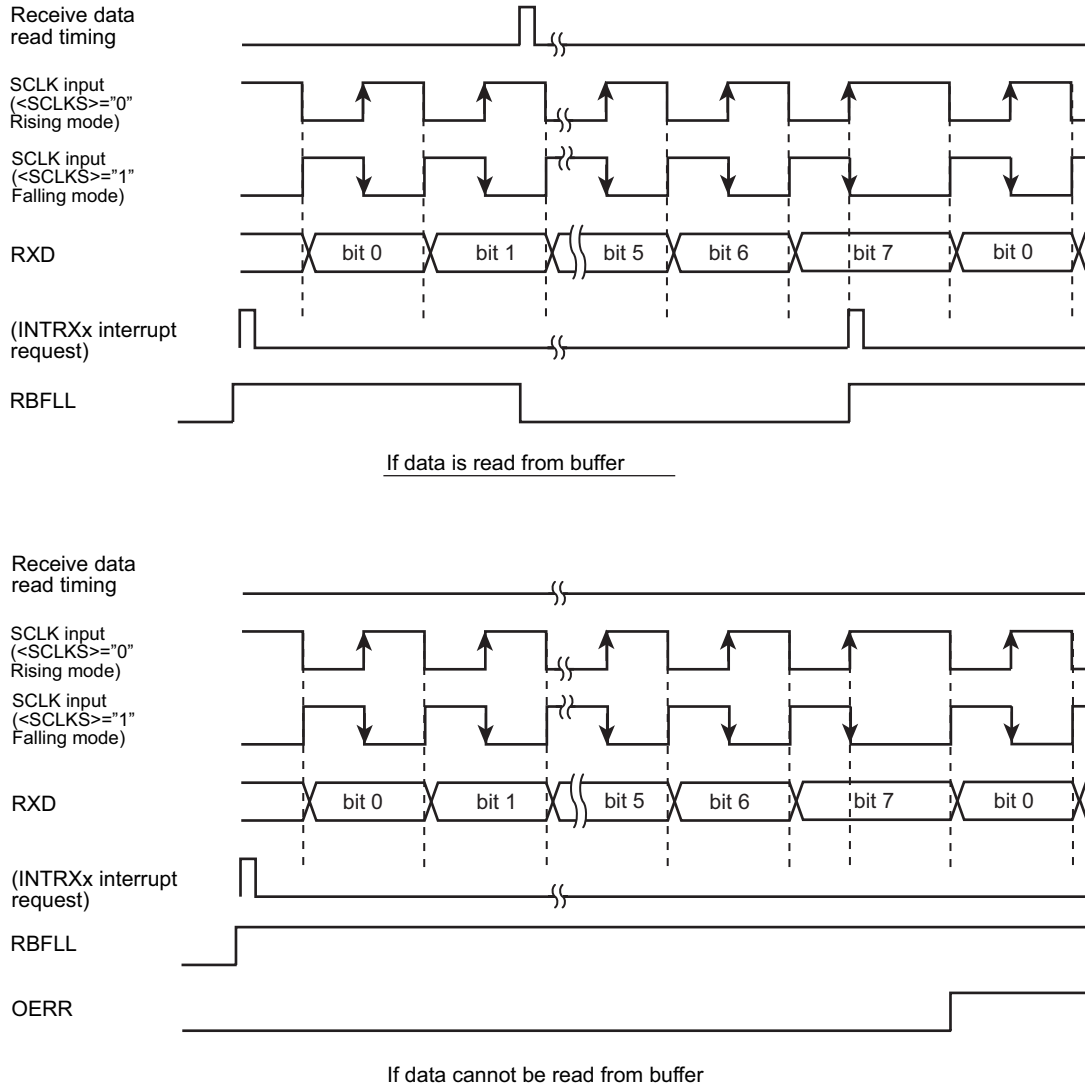 Receive data
read timing
SCLK input
(<SCLKS>="0"
Rising mode)
SCLK input
(<SCLKS>="1"
Falling mode)
RXD
bit 0
bit 1
bit 5
bit 6
bit 7
bit 0
(INTRXx interrupt
request)
RBFLL
If data is read from buffer
Receive data
read timing
SCLK input
(<SCLKS>="0"
Rising mode)
SCLK input
(<SCLKS>="1"
Falling mode)
RXD
bit 0
bit 1
bit 5
bit 6
bit 7
bit 0
(INTRXx interrupt
request)
RBFLL
OERR
If data cannot be read from buffer